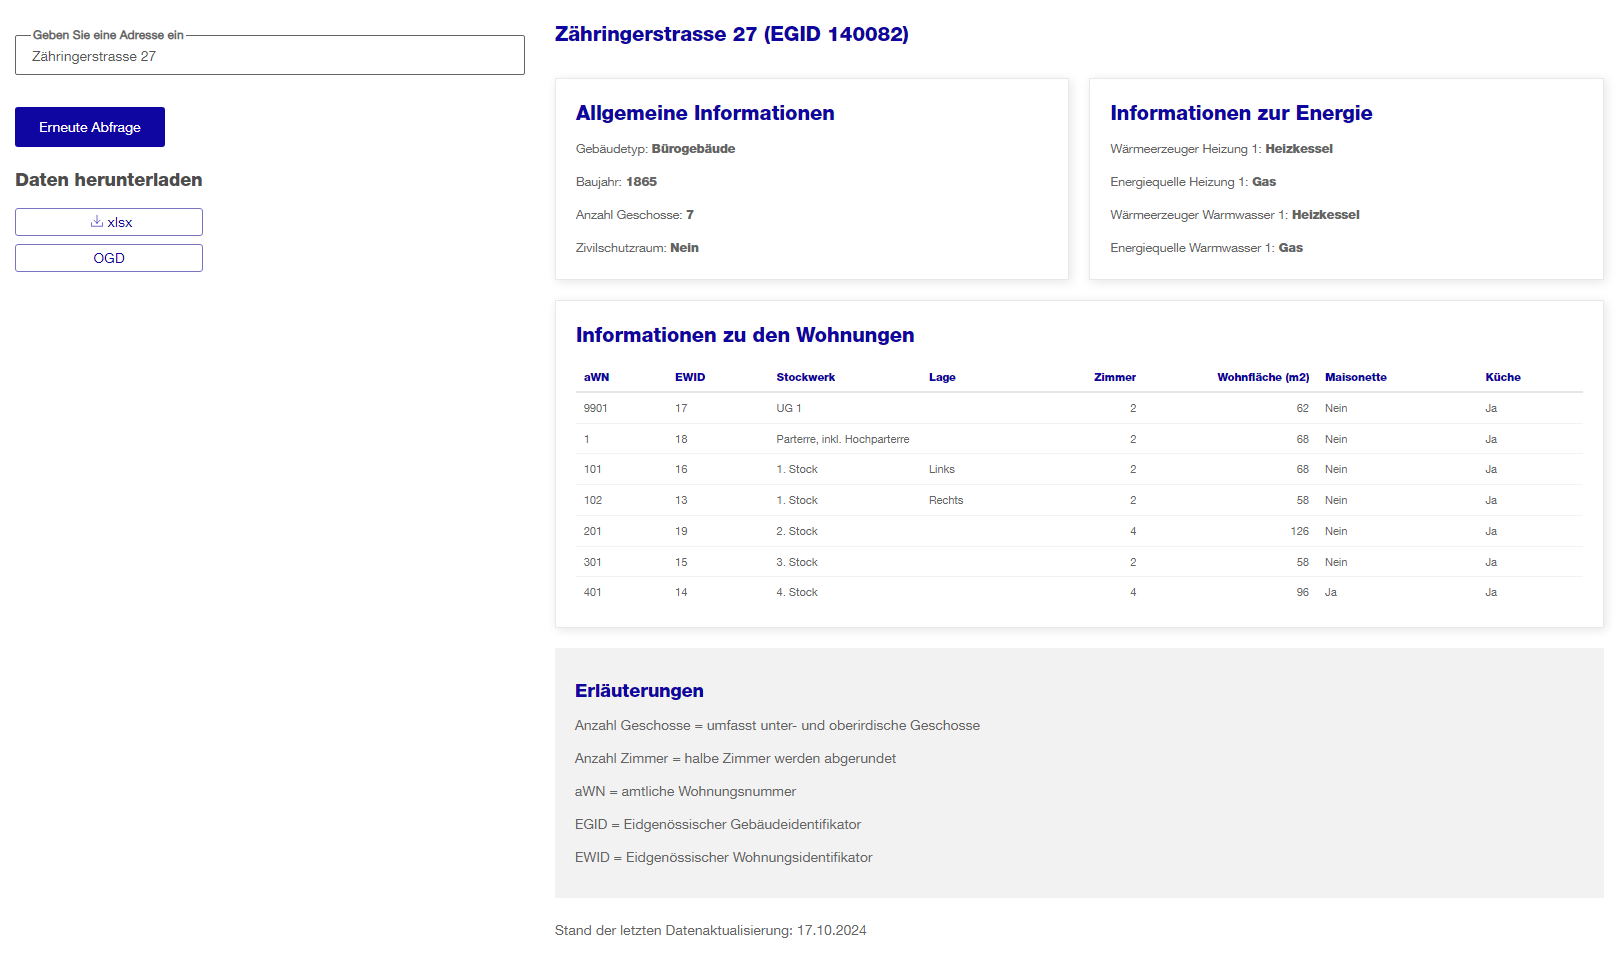 Geben Sie eine Adresse ein
Zähringerstrasse 27
Erneute Abfrage
Daten herunterladen
xlsx
OGD
Zähringerstrasse 27 (EGID 140082)
Allgemeine Informationen
Gebäudetyp: Bürogebäude
Baujahr: 1865
Anzahl Geschosse: 7
Zivilschutzraum: Nein
Informationen zur Energie
Wärmeerzeuger Heizung 1: Heizkessel
Energiequelle Heizung 1: Gas
Wärmeerzeuger Warmwasser 1: Heizkessel
Energiequelle Warmwasser 1: Gas
Informationen zu den Wohnungen
aWN EWID Stockwerk Lage Zimmer Wohnfläche (m2) Maisonette Küche
9901 17 UG 1 2 62 Nein Ja
1 18 Parterre, inkl. Hochparterre 2 68 Nein Ja
101 16 1. Stock Links 2 68 Nein Ja
102 13 1. Stock Rechts 2 58 Nein Ja
201 19 2. Stock 4 126 Nein Ja
301 15 3. Stock 2 58 Nein Ja
401 14 4. Stock 4 96 Ja Ja
Erläuterungen
Anzahl Geschosse = umfasst unter- und oberirdische Geschosse
Anzahl Zimmer = halbe Zimmer werden abgerundet
aWN = amtliche Wohnungsnummer
EGID = Eidgenössischer Gebäudeidentifikator
EWID = Eidgenössischer Wohnungsidentifikator
Stand der letzten Datenaktualisierung: 17.10.2024